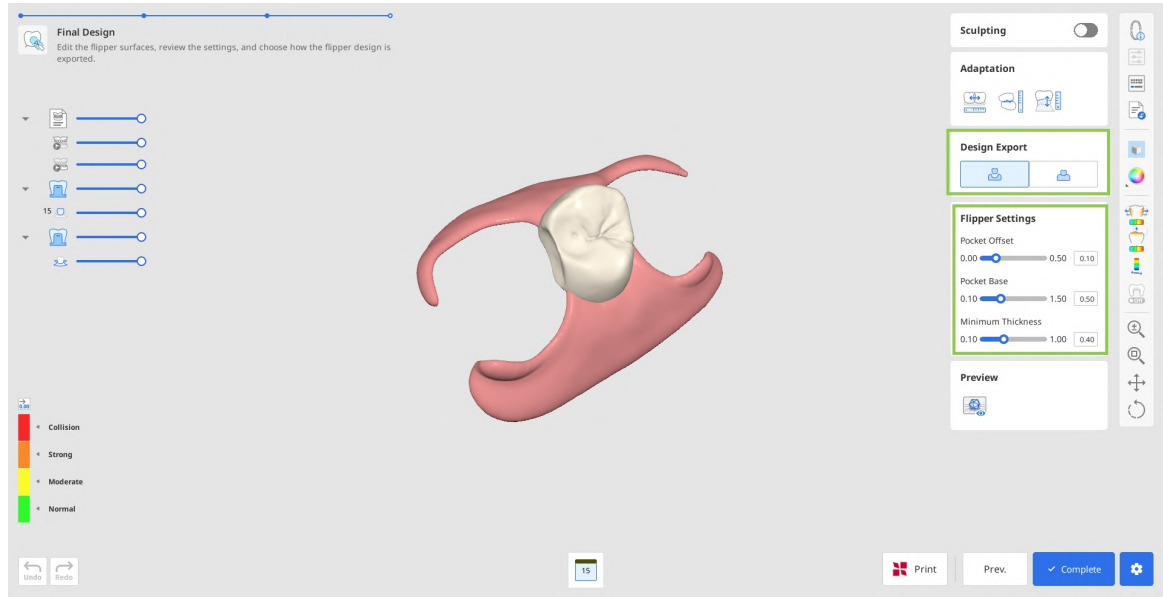 Final Design
Edit the flipper surfaces, review the settings, and choose how the flipper design is
exported.
15
0.00
Collision
Strong
Moderate
Normal
Undo
Redo
15
Sculpting
Adaptation
Design Export
Flipper Settings
Pocket Offset
0.00 0.50 0.10
Pocket Base
0.10 1.50 0.50
Minimum Thickness
0.10 1.00 0.40
Preview
Print
Prev.
Complete